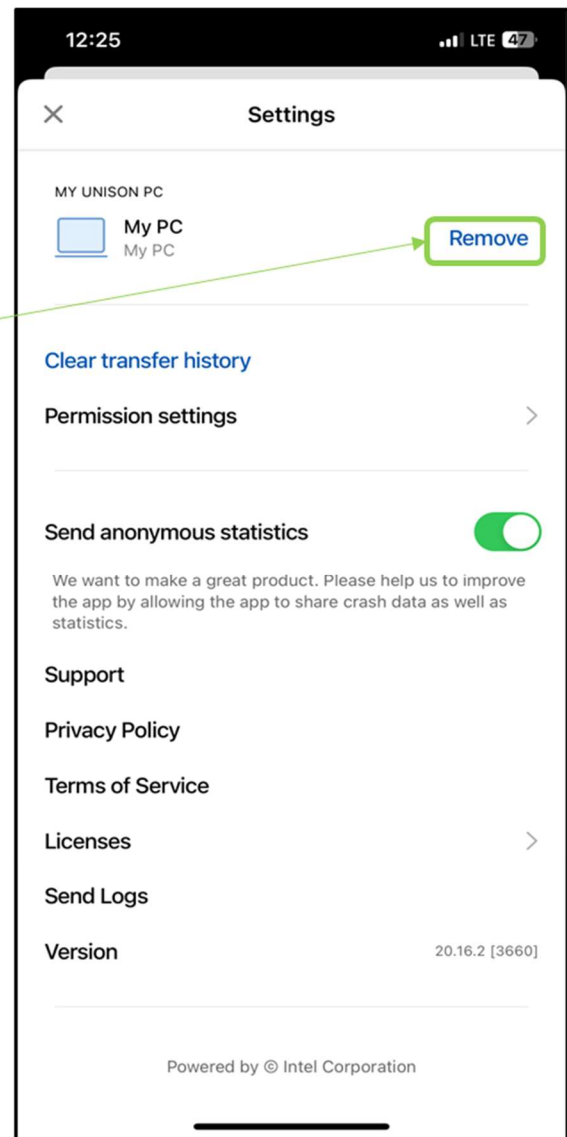 12:25
LTE 47
Settings
MY UNISON PC
My PC
My PC
Remove
Clear transfer history
Permission settings
Send anonymous statistics
We want to make a great product. Please help us to improve
the app by allowing the app to share crash data as well as
statistics.
Support
Privacy Policy
Terms of Service
Licenses
Send Logs
Version 20.16.2 [3660]
Powered by © Intel Corporation